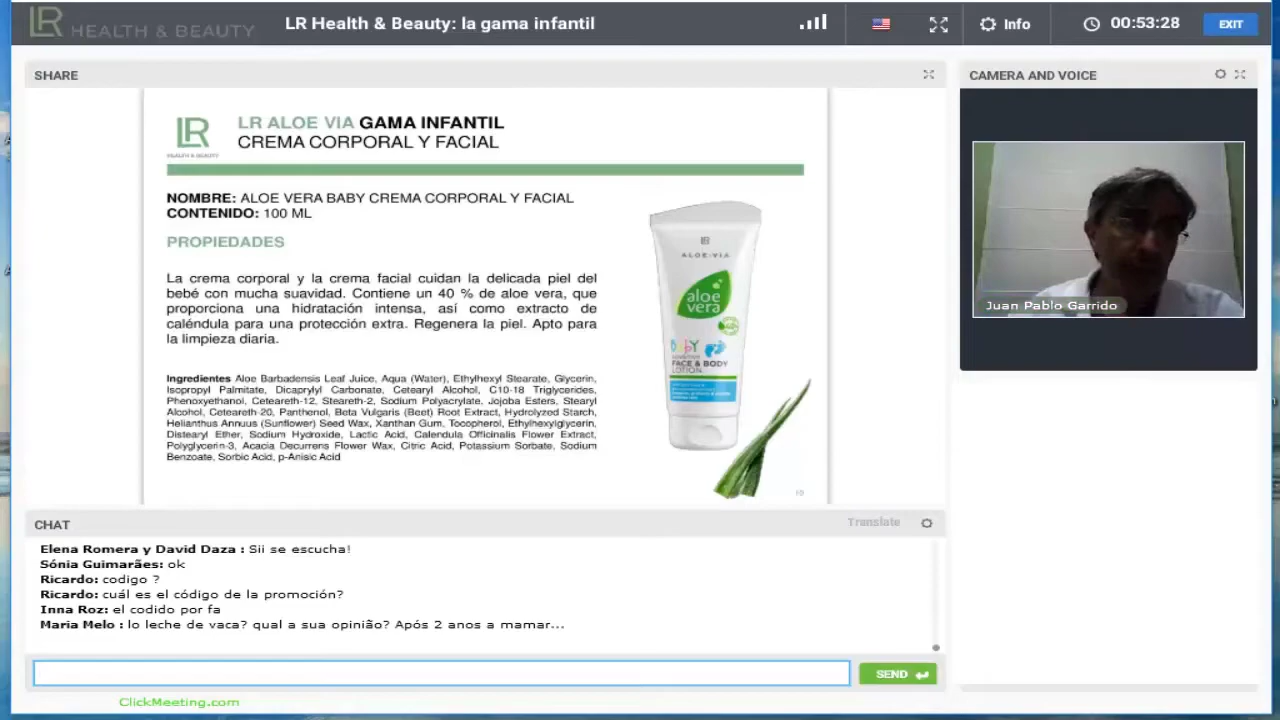 LR HEALTH & BEAUTY
LR Health & Beauty: la gama infantil
Info
00:53:28
EXIT
SHARE
LR
HEALTH & BEAUTY
LR ALOE VIA GAMA INFANTIL
CREMA CORPORAL Y FACIAL
NOMBRE: ALOE VERA BABY CREMA CORPORAL Y FACIAL
CONTENIDO: 100 ML
PROPIEDADES
La crema corporal y la crema facial cuidan la delicada piel del
bebé con mucha suavidad. Contiene un 40 % de aloe vera, que
proporciona una hidratación intensa, así como extracto de
caléndula para una protección extra. Regenera la piel. Apto para
la limpieza diaria.
Ingredientes Aloe Barbadensis Leaf Juice, Aqua (Water), Ethylhexyl Stearate, Glycerin,
Isopropyl Palmitate, Dicaprylyl Carbonate, Cetearyl Alcohol, C10-18 Triglycerides,
Phenoxyethanol, Ceteareth-12, Steareth-2, Sodium Polyacrylate, Jojoba Esters, Stearyl
Alcohol, Ceteareth-20, Panthenol, Beta Vulgaris (Beet) Root Extract, Hydrolyzed Starch,
Helianthus Annuus (Sunflower) Seed Wax, Xanthan Gum, Tocopherol, Ethylhexylglycerin,
Distearyl Ether, Sodium Hydroxide, Lactic Acid, Calendula Officinalis Flower Extract,
Polyglycerin-3, Acacia Decurrens Flower Wax, Citric Acid, Potassium Sorbate, Sodium
Benzoate, Sorbic Acid, p-Anisic Acid
LR
ALOE VIA
aloe
vera
Baby
SENSITIVE
FACE & BODY
LOTION
CAMERA AND VOICE
Juan Pablo Garrido
CHAT
Translate
Elena Romera y David Daza : Sii se escucha!
Sónia Guimarães: ok
Ricardo: codigo ?
Ricardo: cuál es el código de la promoción?
Inna Roz: el codido por fa
Maria Melo : lo leche de vaca? qual a sua opinião? Após 2 anos a mamar...
SEND
ClickMeeting.com